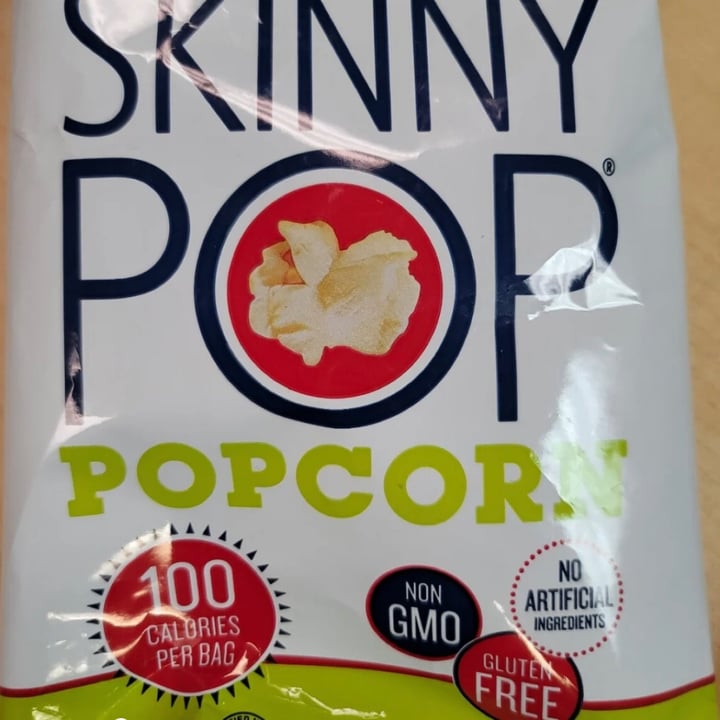 SKINNY
POP®
POPCORN
100
CALORIES
PER BAG
NON
GMO
NO
ARTIFICIAL
INGREDIENTS
GLUTEN
FREE